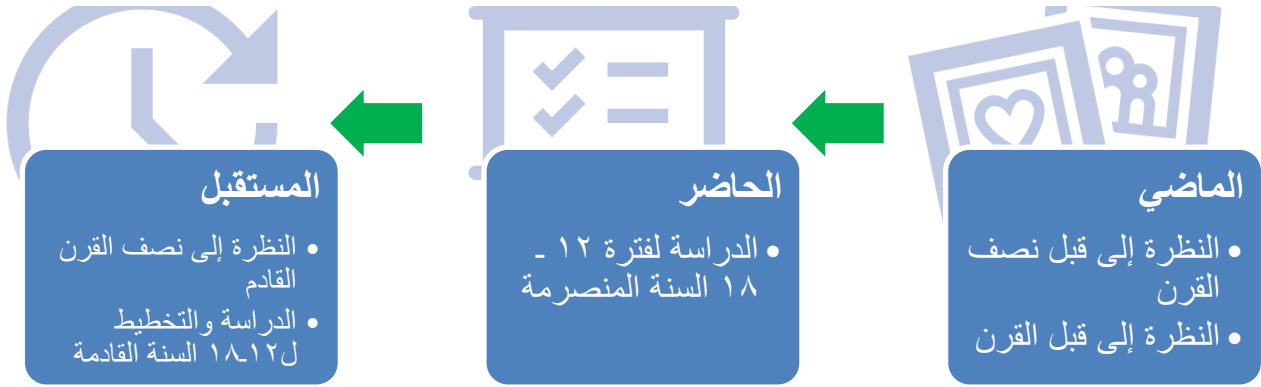 الماضي
• النظرة إلى قبل نصف
القرن
• النظرة إلى قبل القرن
الحاضر
• الدراسة لفترة ١٢ ـ
١٨ السنة المنصرمة
المستقبل
• النظرة إلى نصف القرن
القادم
• الدراسة والتخطيط
ل١٢ـ١٨ السنة القادمة